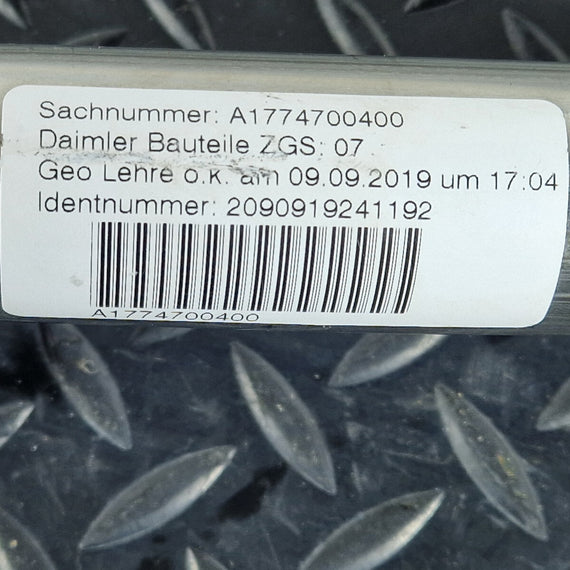 Sachnummer: A1774700400
Daimler Bauteile ZGS: 07
Geo Lehre o.k. am 09.09.2019 um 17:04
Identnummer: 2090919241192
A1774700400